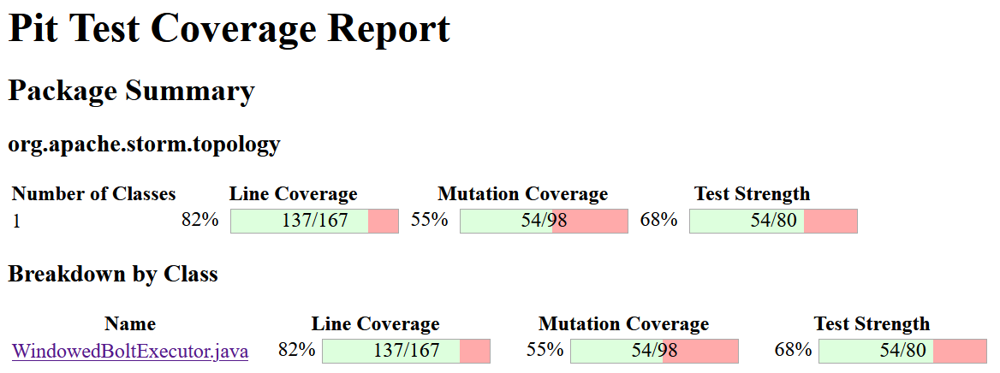 Pit Test Coverage Report
Package Summary
org.apache.storm.topology
Number of Classes Line Coverage Mutation Coverage Test Strength
1 82% 137/167 55% 54/98 68% 54/80
Breakdown by Class
Name Line Coverage Mutation Coverage Test Strength
WindowedBoltExecutor.java 82% 137/167 55% 54/98 68% 54/80